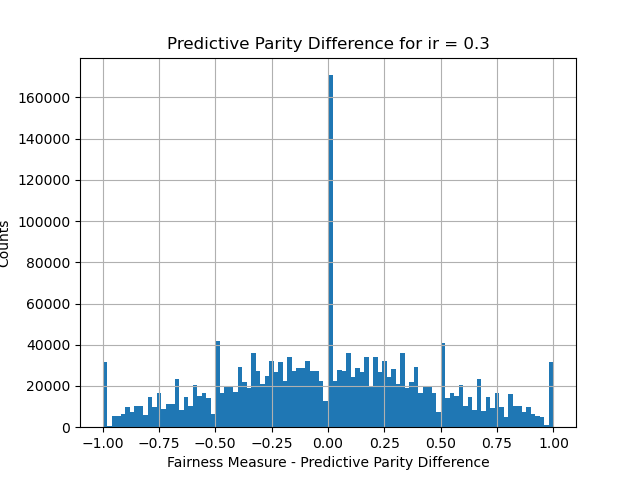 Predictive Parity Difference for ir = 0.3
160000
140000
120000
100000
80000
60000
40000
20000
0
Counts
−1.00 −0.75 −0.50 −0.25 0.00 0.25 0.50 0.75 1.00
Fairness Measure - Predictive Parity Difference